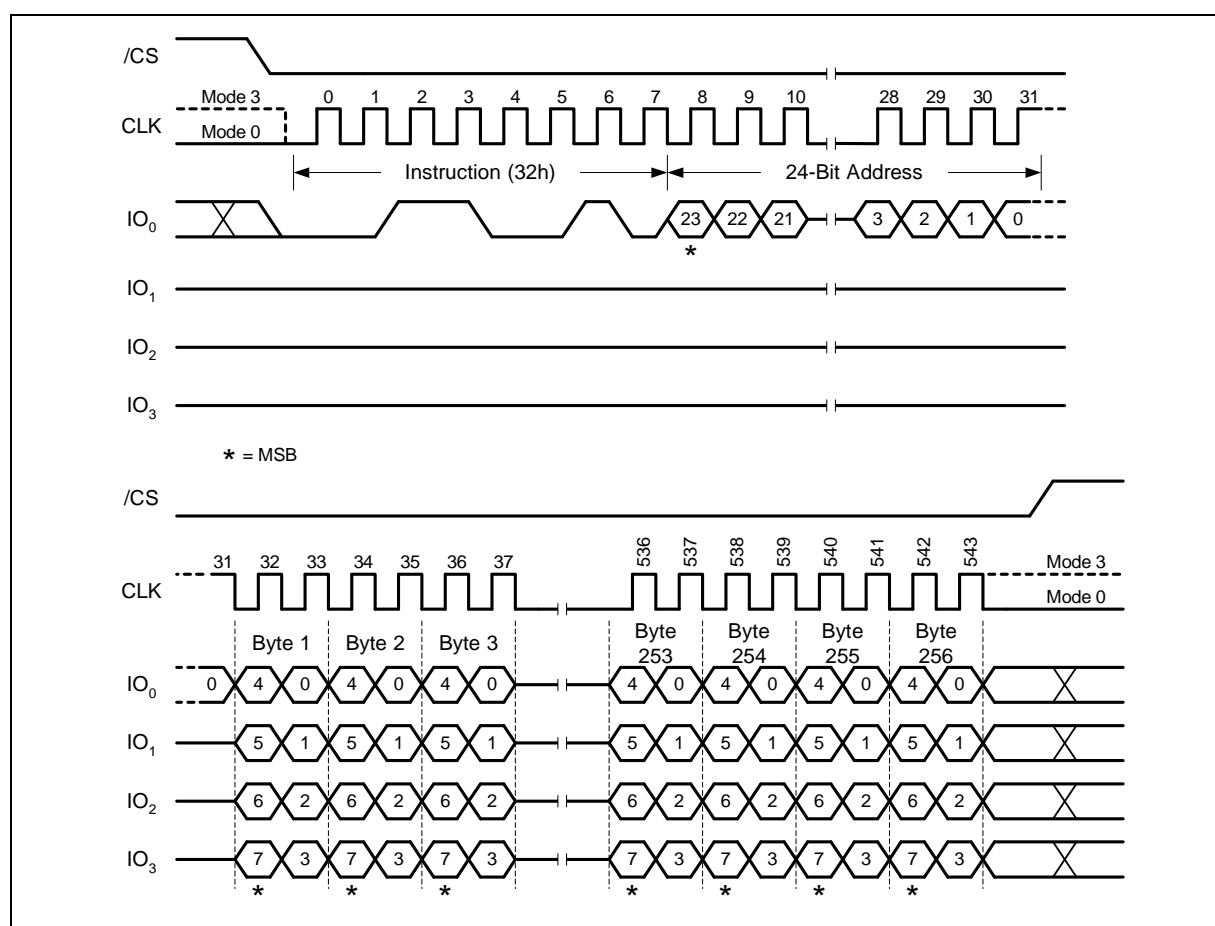 /CS
Mode 3 0 1 2 3 4 5 6 7 8 9 10 28 29 30 31
CLK Mode 0
Instruction (32h) 24-Bit Address
IO0 23 22 21 3 2 1 0
*
IO1
IO2
IO3
* = MSB
/CS
31 32 33 34 35 36 37 536 537 538 539 540 541 542 543 Mode 3
CLK Mode 0
Byte 1 Byte 2 Byte 3 Byte 253 Byte 254 Byte 255 Byte 256
IO0 0 4 0 4 0 4 0 4 0 4 0 4 0 4 0
IO1 5 1 5 1 5 1 5 1 5 1 5 1 5 1
IO2 6 2 6 2 6 2 6 2 6 2 6 2 6 2
IO3 7 3 7 3 7 3 7 3 7 3 7 3 7 3
* * * * * * *